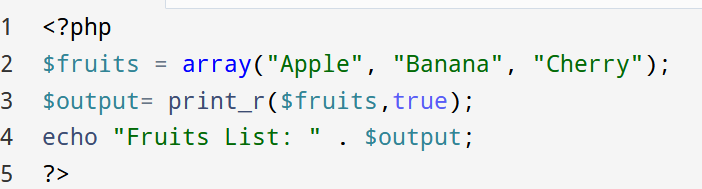 1 <?php
2 $fruits = array("Apple", "Banana", "Cherry");
3 $output= print_r($fruits,true);
4 echo "Fruits List: " . $output;
5 ?>